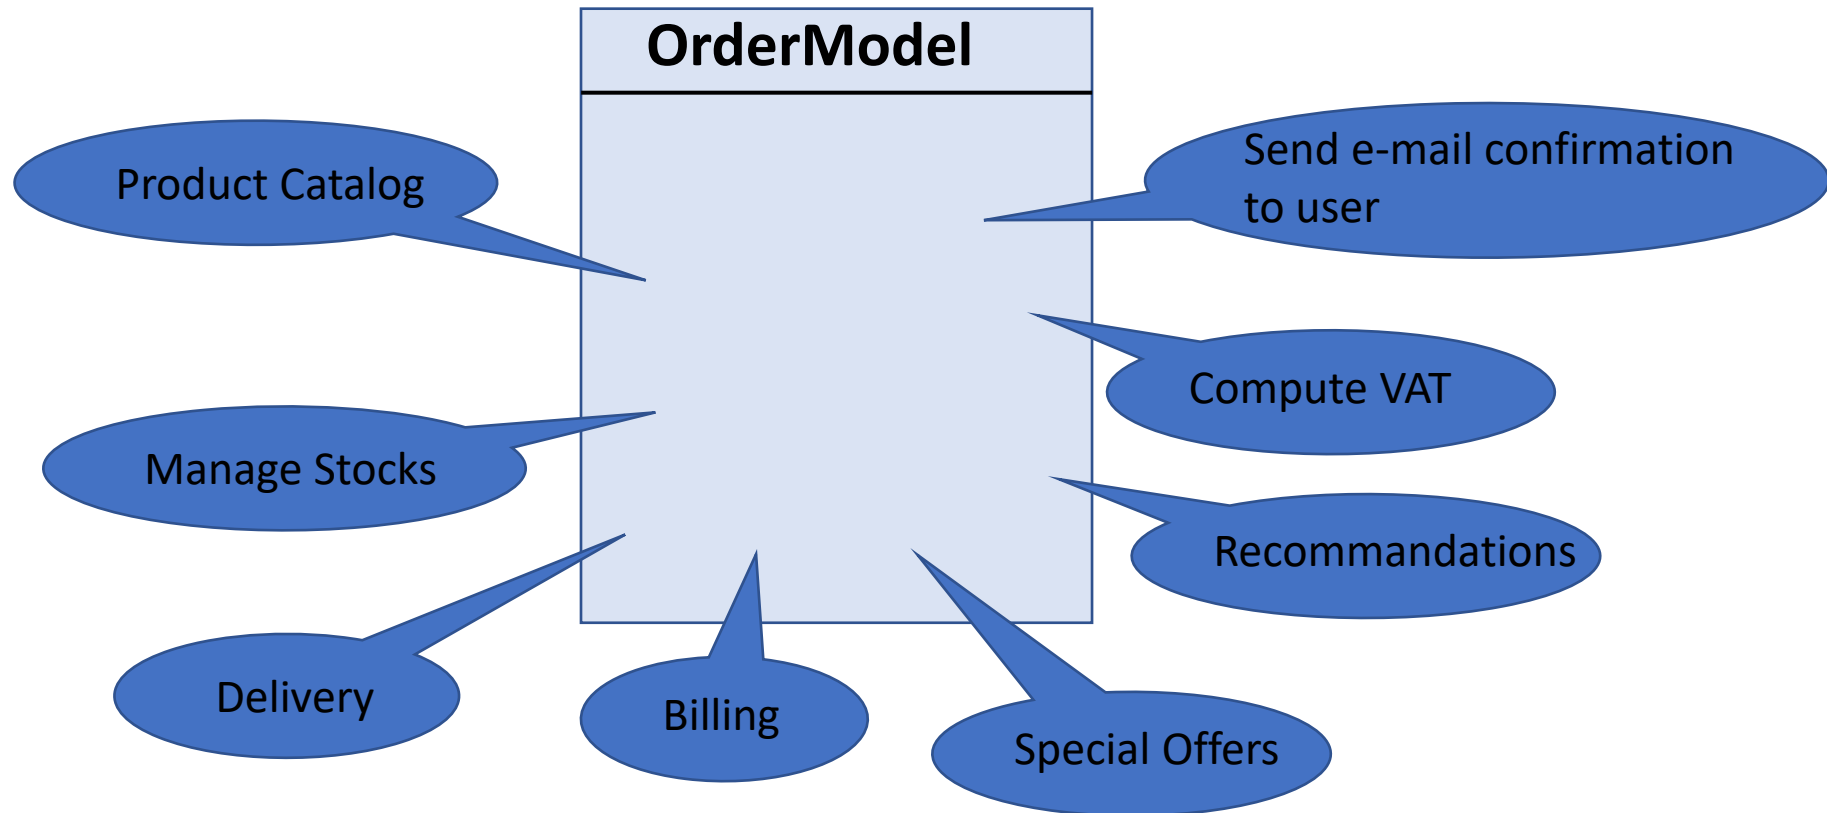 OrderModel
Product Catalog
Send e-mail confirmation
to user
Compute VAT
Manage Stocks
Recommandations
Delivery
Billing
Special Offers